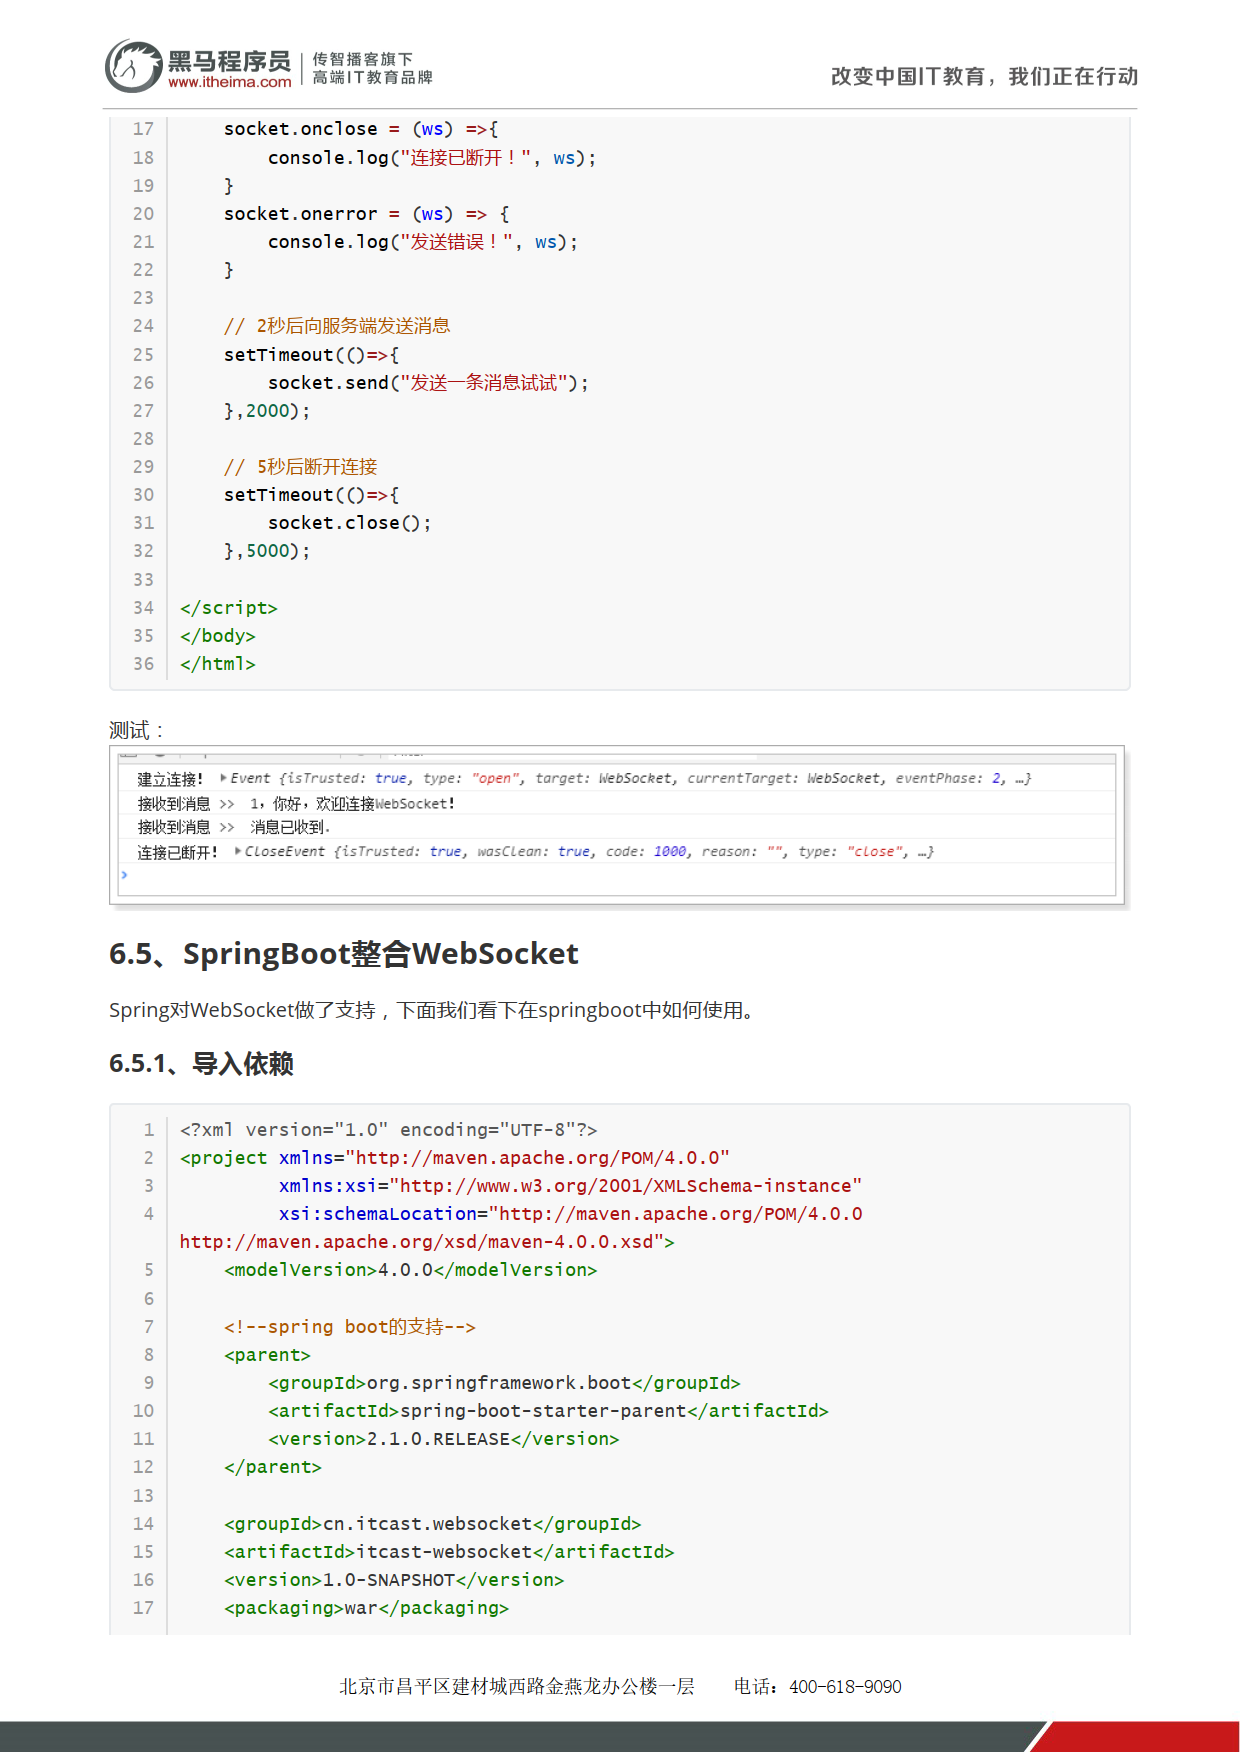 黑马程序员
www.itheima.com
传智播客旗下
高端IT教育品牌
改变中国IT教育，我们正在行动
17     socket.onclose = (ws) =>{
18         console.log("连接已断开！", ws);
19     }
20     socket.onerror = (ws) => {
21         console.log("发送错误！", ws);
22     }
23
24     // 2秒后向服务端发送消息
25     setTimeout(()=>{
26         socket.send("发送一条消息试试");
27     },2000);
28
29     // 5秒后断开连接
30     setTimeout(()=>{
31         socket.close();
32     },5000);
33
34 </script>
35 </body>
36 </html>
测试：
建立连接! ▶Event {isTrusted: true, type: "open", target: WebSocket, currentTarget: WebSocket, eventPhase: 2, …}
接收到消息 >> 1，你好，欢迎连接WebSocket!
接收到消息 >> 消息已收到.
连接已断开! ▶CloseEvent {isTrusted: true, wasClean: true, code: 1000, reason: "", type: "close", …}
6.5、SpringBoot整合WebSocket
Spring对WebSocket做了支持，下面我们看下在springboot中如何使用。
6.5.1、导入依赖
1 <?xml version="1.0" encoding="UTF-8"?>
2 <project xmlns="http://maven.apache.org/POM/4.0.0"
3          xmlns:xsi="http://www.w3.org/2001/XMLSchema-instance"
4          xsi:schemaLocation="http://maven.apache.org/POM/4.0.0
http://maven.apache.org/xsd/maven-4.0.0.xsd">
5     <modelVersion>4.0.0</modelVersion>
6
7     <!--spring boot的支持-->
8     <parent>
9         <groupId>org.springframework.boot</groupId>
10         <artifactId>spring-boot-starter-parent</artifactId>
11         <version>2.1.0.RELEASE</version>
12     </parent>
13
14     <groupId>cn.itcast.websocket</groupId>
15     <artifactId>itcast-websocket</artifactId>
16     <version>1.0-SNAPSHOT</version>
17     <packaging>war</packaging>
北京市昌平区建材城西路金燕龙办公楼一层　　电话：400-618-9090